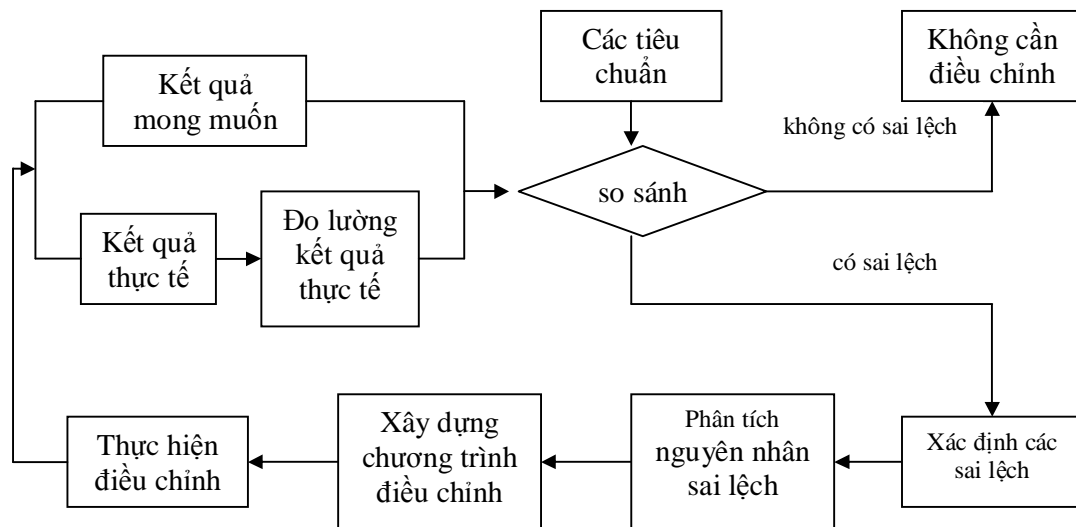 Kết quả
mong muốn
Các tiêu
chuẩn
Không cần
điều chỉnh
không có sai lệch
so sánh
Kết quả
thực tế
Đo lường
kết quả
thực tế
có sai lệch
Xác định các
sai lệch
Phân tích
nguyên nhân
sai lệch
Xây dựng
chương trình
điều chỉnh
Thực hiện
điều chỉnh